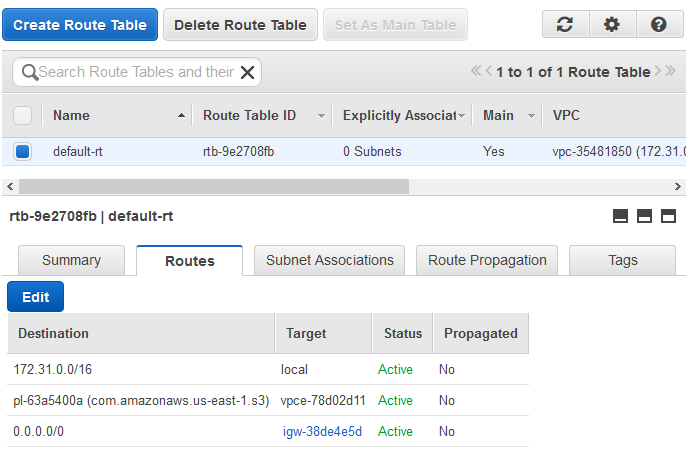 Create Route Table Delete Route Table Set As Main Table
Search Route Tables and their 1 to 1 of 1 Route Table
Name Route Table ID Explicitly Associat Main VPC
default-rt rtb-9e2708fb 0 Subnets Yes vpc-35481850 (172.31.0
rtb-9e2708fb | default-rt
Summary Routes Subnet Associations Route Propagation Tags
Edit
Destination Target Status Propagated
172.31.0.0/16 local Active No
pl-63a5400a (com.amazonaws.us-east-1.s3) vpce-78d02d11 Active No
0.0.0.0/0 igw-38de4e5d Active No